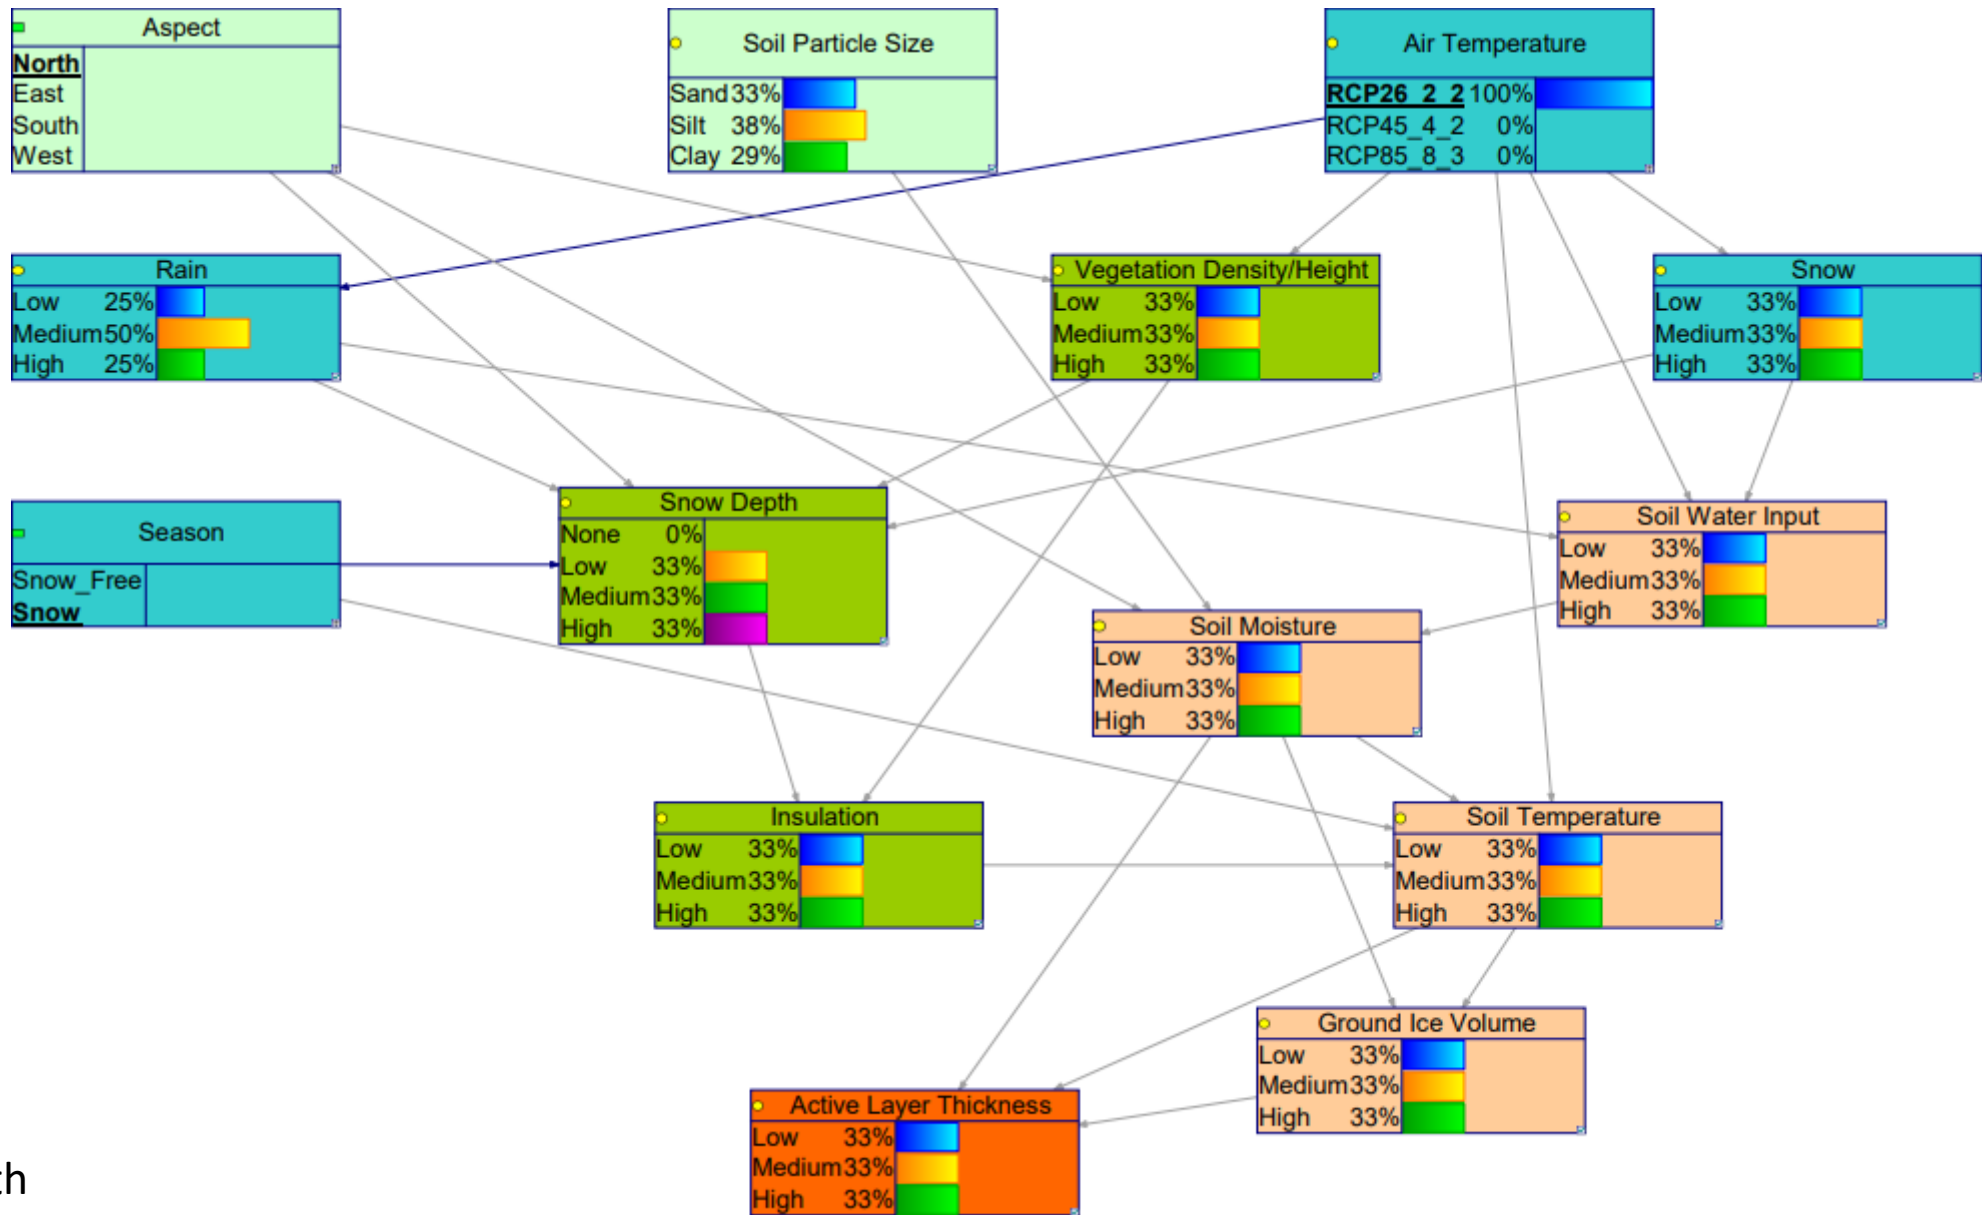 Aspect
North
East
South
West
Soil Particle Size
Sand 33%
Silt 38%
Clay 29%
Air Temperature
RCP26_2_2 100%
RCP45_4_2 0%
RCP85_8_3 0%
Rain
Low 25%
Medium 50%
High 25%
Vegetation Density/Height
Low 33%
Medium 33%
High 33%
Snow
Low 33%
Medium 33%
High 33%
Season
Snow_Free
Snow
Snow Depth
None 0%
Low 33%
Medium 33%
High 33%
Soil Water Input
Low 33%
Medium 33%
High 33%
Soil Moisture
Low 33%
Medium 33%
High 33%
Insulation
Low 33%
Medium 33%
High 33%
Soil Temperature
Low 33%
Medium 33%
High 33%
Ground Ice Volume
Low 33%
Medium 33%
High 33%
Active Layer Thickness
Low 33%
Medium 33%
High 33%